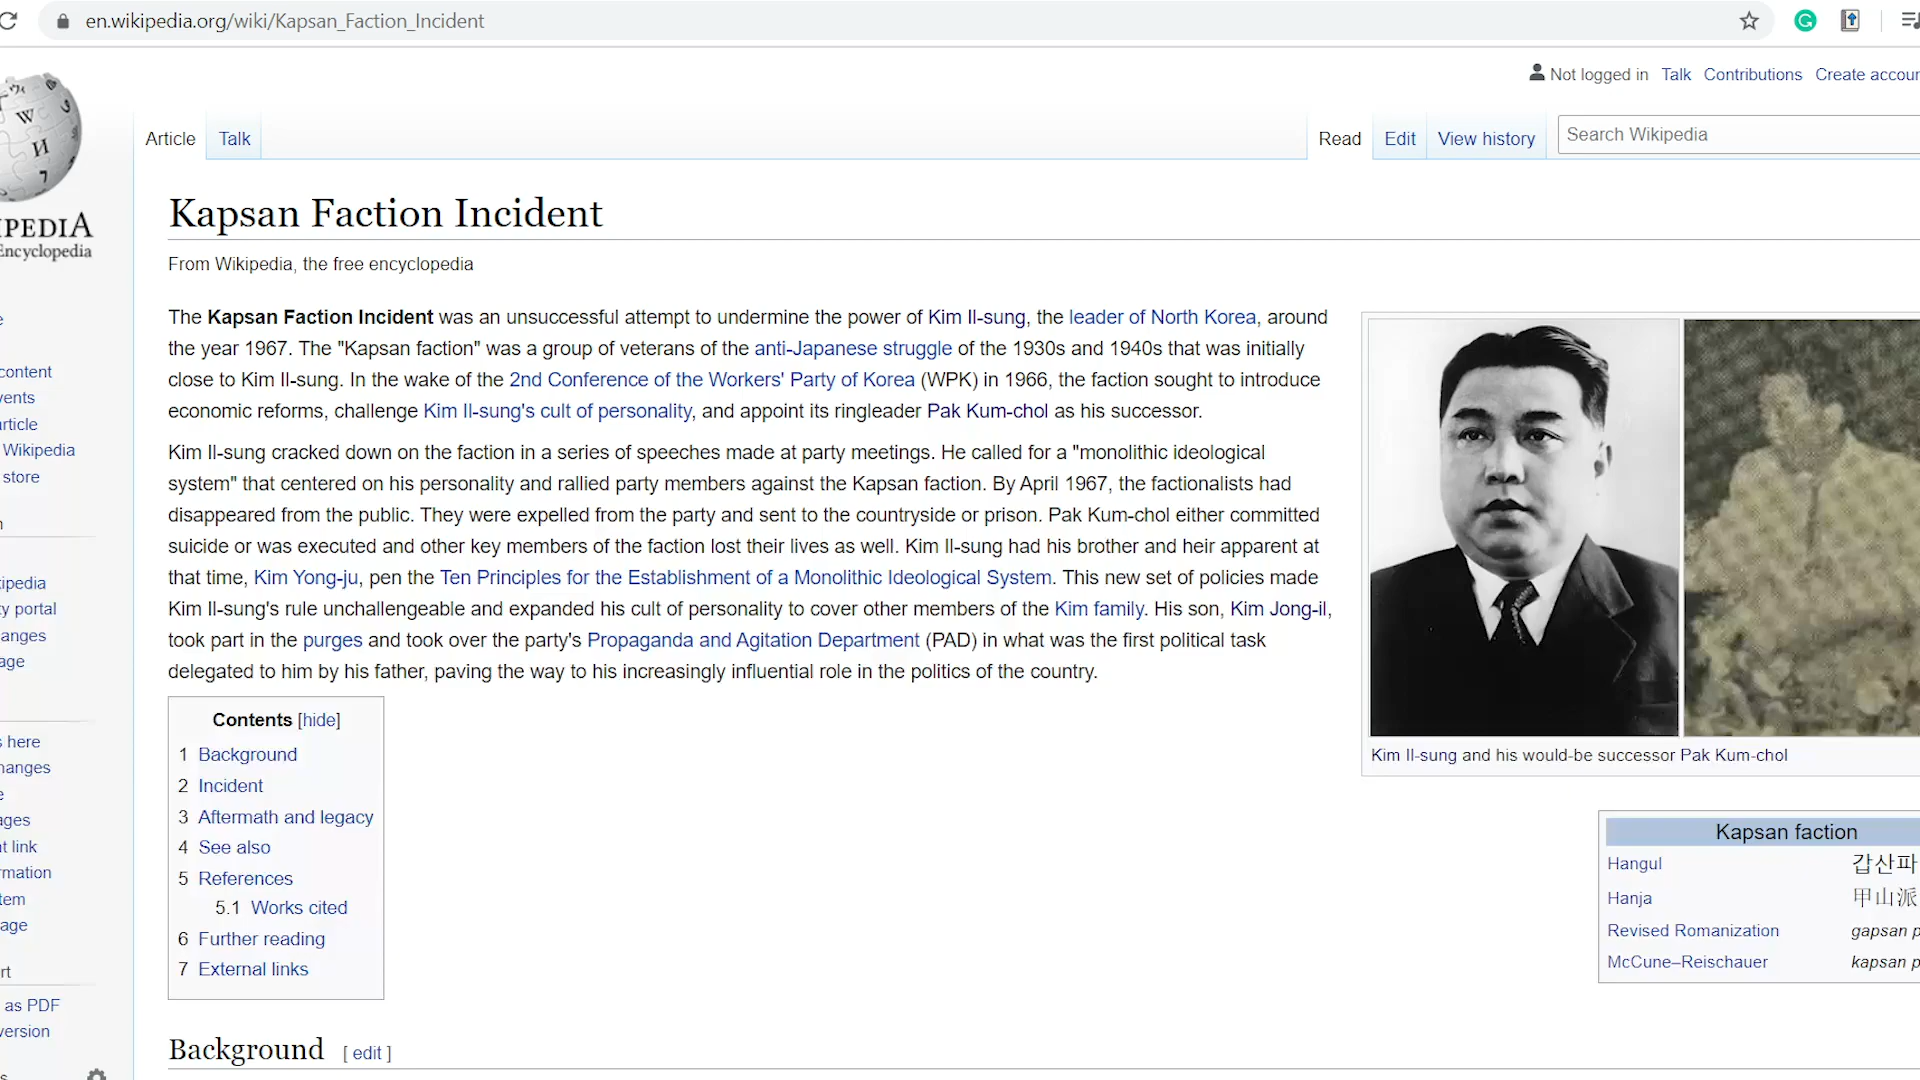 en.wikipedia.org/wiki/Kapsan_Faction_Incident
Not logged in Talk Contributions Create
Article Talk Read Edit View history Search Wikipedia
Encyclopedia
Kapsan Faction Incident
From Wikipedia, the free encyclopedia
The Kapsan Faction Incident was an unsuccessful attempt to undermine the power of Kim Il-sung, the leader of North Korea, around
the year 1967. The "Kapsan faction" was a group of veterans of the anti-Japanese struggle of the 1930s and 1940s that was initially
close to Kim Il-sung. In the wake of the 2nd Conference of the Workers' Party of Korea (WPK) in 1966, the faction sought to introduce
economic reforms, challenge Kim Il-sung's cult of personality, and appoint its ringleader Pak Kum-chol as his successor.
Kim Il-sung cracked down on the faction in a series of speeches made at party meetings. He called for a "monolithic ideological
system" that centered on his personality and rallied party members against the Kapsan faction. By April 1967, the factionalists had
disappeared from the public. They were expelled from the party and sent to the countryside or prison. Pak Kum-chol either committed
suicide or was executed and other key members of the faction lost their lives as well. Kim Il-sung had his brother and heir apparent at
that time, Kim Yong-ju, pen the Ten Principles for the Establishment of a Monolithic Ideological System. This new set of policies made
Kim Il-sung's rule unchallengeable and expanded his cult of personality to cover other members of the Kim family. His son, Kim Jong-il,
took part in the purges and took over the party's Propaganda and Agitation Department (PAD) in what was the first political task
delegated to him by his father, paving the way to his increasingly influential role in the politics of the country.
content
Wikipedia
store
portal
here
link
as PDF
version
Contents [hide]
1 Background
2 Incident
3 Aftermath and legacy
4 See also
5 References
5.1 Works cited
6 Further reading
7 External links
Kim Il-sung and his would-be successor Pak Kum-chol
Kapsan faction
Hangul 갑산파
Hanja 甲山派
Revised Romanization gapsan
McCune–Reischauer kapsan
Background [ edit ]